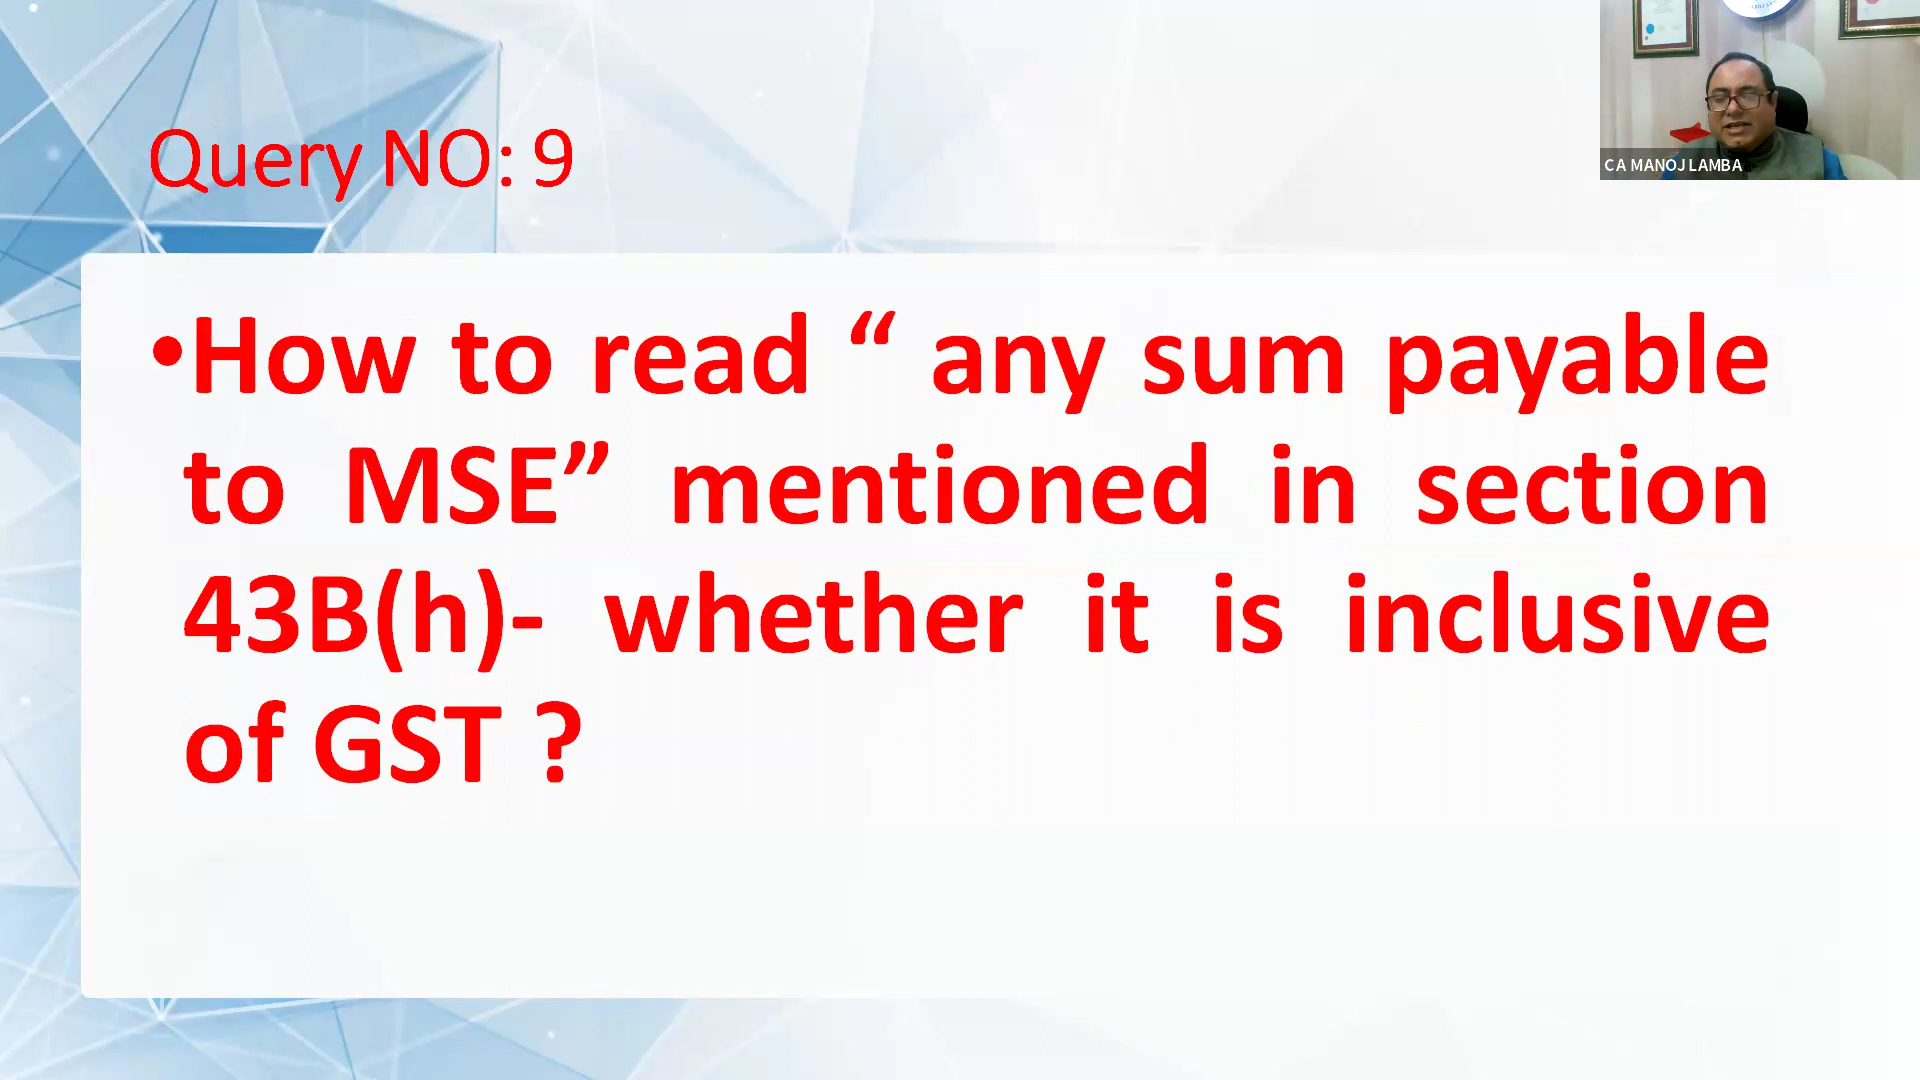 Query NO: 9
CA MANOJ LAMBA
•How to read “ any sum payable
to MSE” mentioned in section
43B(h)- whether it is inclusive
of GST ?